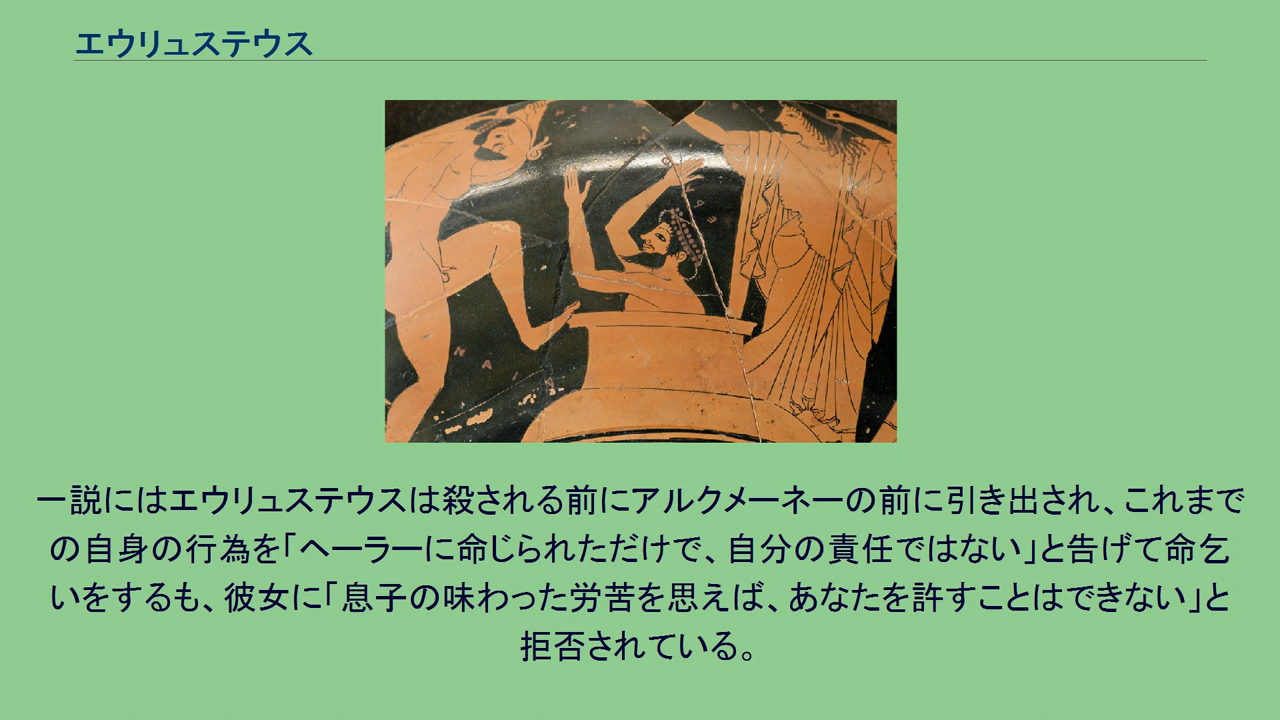 エウリュステウス
一説にはエウリュステウスは殺される前にアルクメーネーの前に引き出され、これまで
の自身の行為を「ヘーラーに命じられただけで、自分の責任ではない」と告げて命乞
いをするも、彼女に「息子の味わった労苦を思えば、あなたを許すことはできない」と
拒否されている。